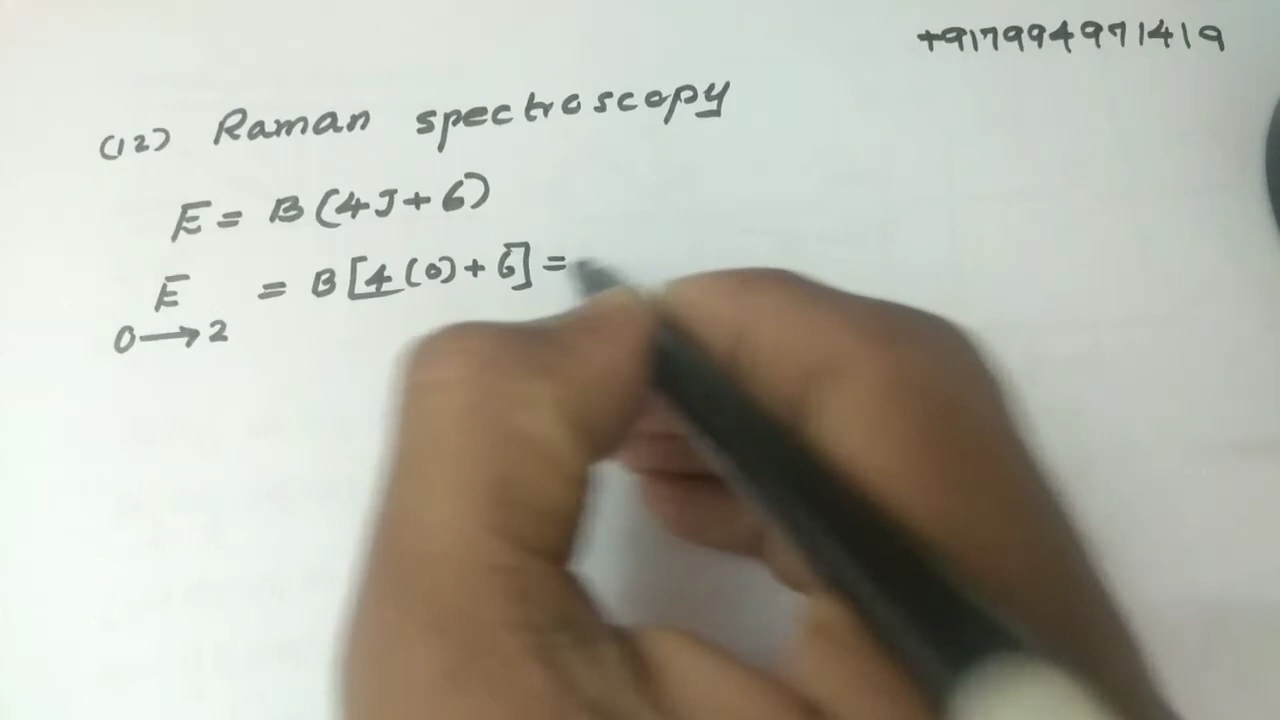 +917994971419
(12) Raman spectroscopy
E = B(4J+6)
E = B[4(0)+6] =
0→2